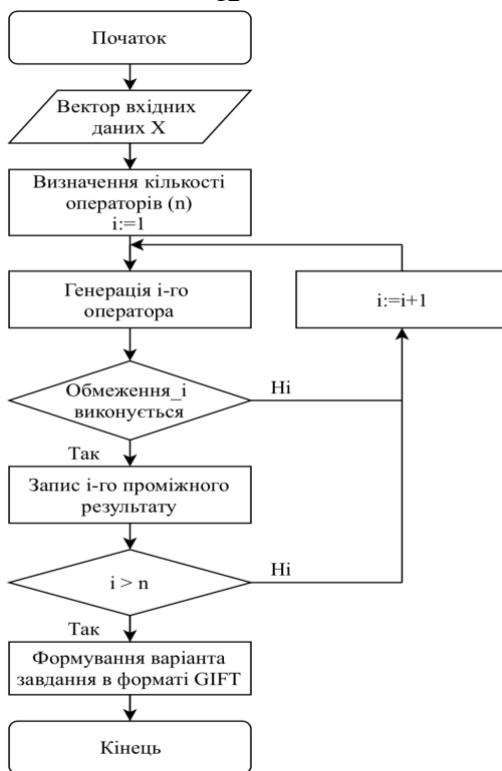 Початок
Вектор вхідних
даних X
Визначення кількості
операторів (n)
i:=1
Генерація i-го
оператора
i:=i+1
Обмеження_i
виконується
Ні
Так
Запис i-го проміжного
результату
i > n
Ні
Так
Формування варіанта
завдання в форматі GIFT
Кінець